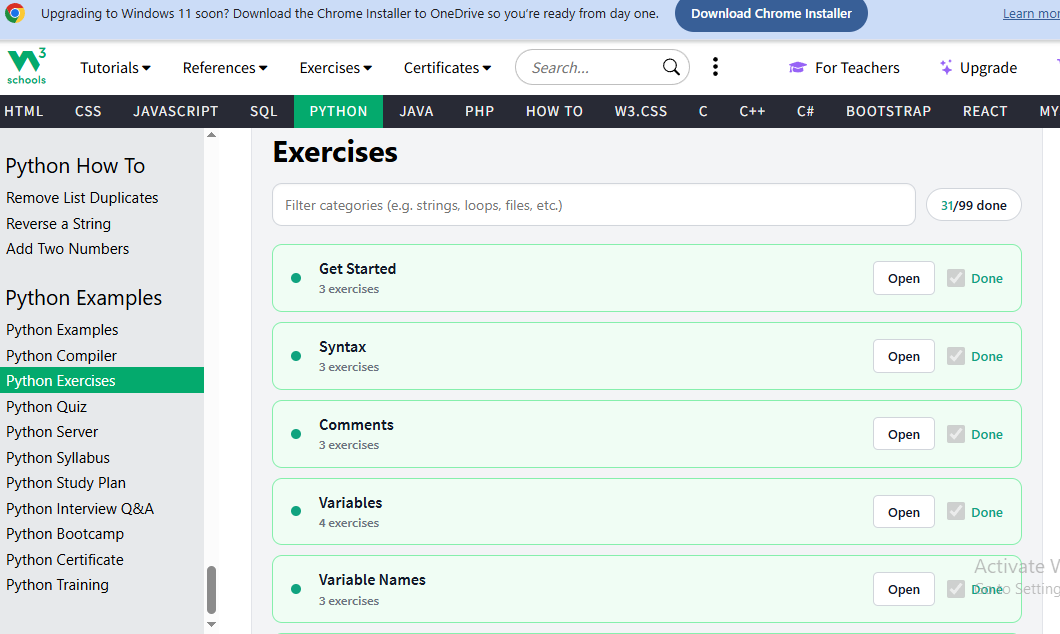 Upgrading to Windows 11 soon? Download the Chrome Installer to OneDrive so you're ready from day one. Download Chrome Installer Learn
W3 schools Tutorials References Exercises Certificates Search... For Teachers Upgrade
HTML CSS JAVASCRIPT SQL PYTHON JAVA PHP HOW TO W3.CSS C C++ C# BOOTSTRAP REACT MY
Python How To
Remove List Duplicates
Reverse a String
Add Two Numbers
Python Examples
Python Examples
Python Compiler
Python Exercises
Python Quiz
Python Server
Python Syllabus
Python Study Plan
Python Interview Q&A
Python Bootcamp
Python Certificate
Python Training
Exercises
Filter categories (e.g. strings, loops, files, etc.) 31/99 done
Get Started
3 exercises
Open Done
Syntax
3 exercises
Open Done
Comments
3 exercises
Open Done
Variables
4 exercises
Open Done
Variable Names
3 exercises
Open Done
Activate
Go to Setting